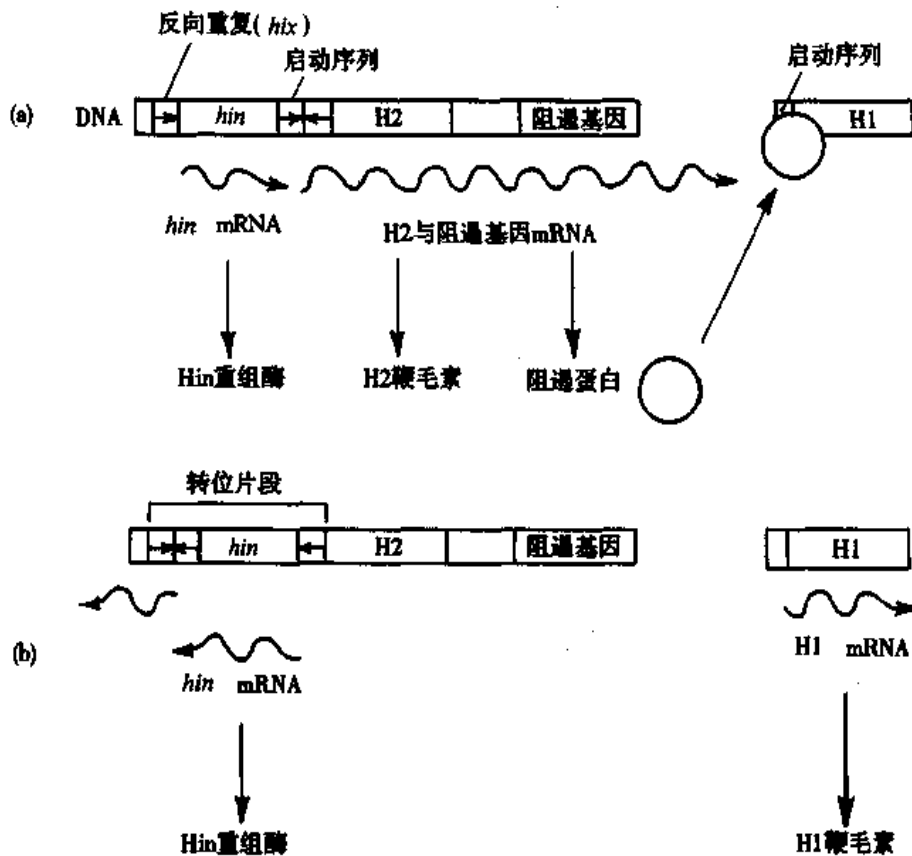 反向重复(hix)
启动序列
启动序列
(a) DNA hin H2 阻遏基因 H1
hin mRNA
H2与阻遏基因mRNA
Hin重组酶 H2鞭毛素 阻遏蛋白
转位片段
hin H2 阻遏基因 H1
(b)
H1 mRNA
hin mRNA
Hin重组酶 H1鞭毛素